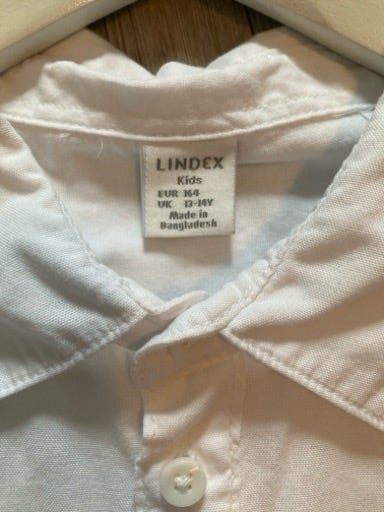 LINDEX
Kids
EUR 164
UK 13-14Y
Made in
Bangladesh